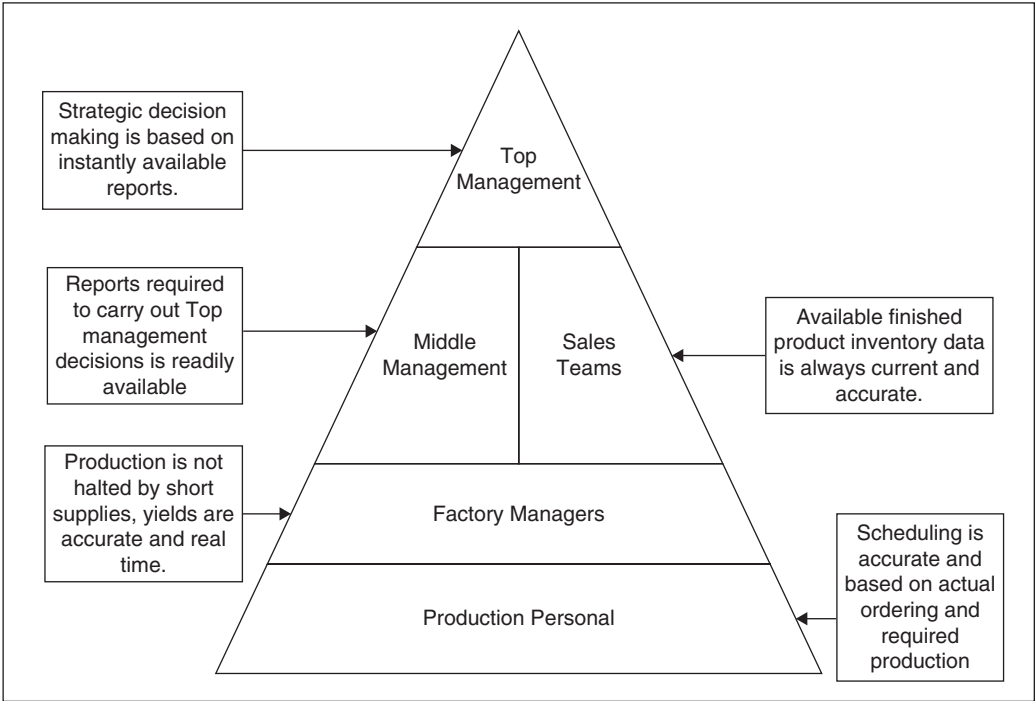 Strategic decision
making is based on
instantly available
reports.
Top
Management
Reports required
to carry out Top
management
decisions is readily
available
Middle
Management
Sales
Teams
Available finished
product inventory data
is always current and
accurate.
Production is not
halted by short
supplies, yields are
accurate and real
time.
Factory Managers
Scheduling is
accurate and
based on actual
ordering and
required
production
Production Personal